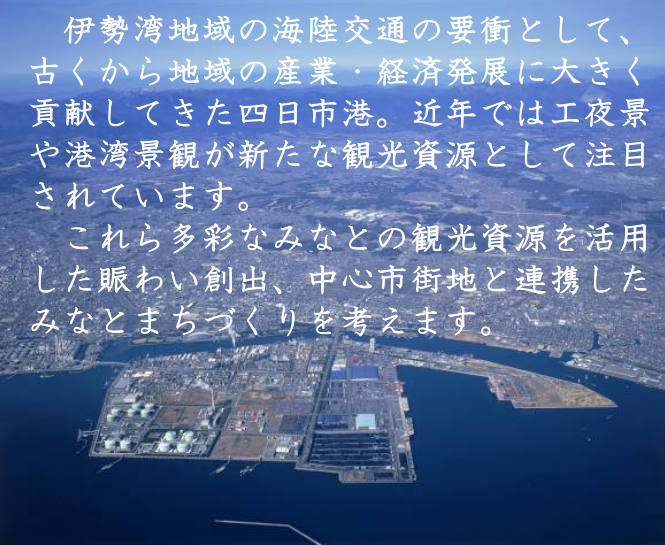 伊勢湾地域の海陸交通の要衝として、
古くから地域の産業・経済発展に大きく
貢献してきた四日市港。近年では工夜景
や港湾景観が新たな観光資源として注目
されています。
これら多彩なみなとの観光資源を活用
した賑わい創出、中心市街地と連携した
みなとまちづくりを考えます。